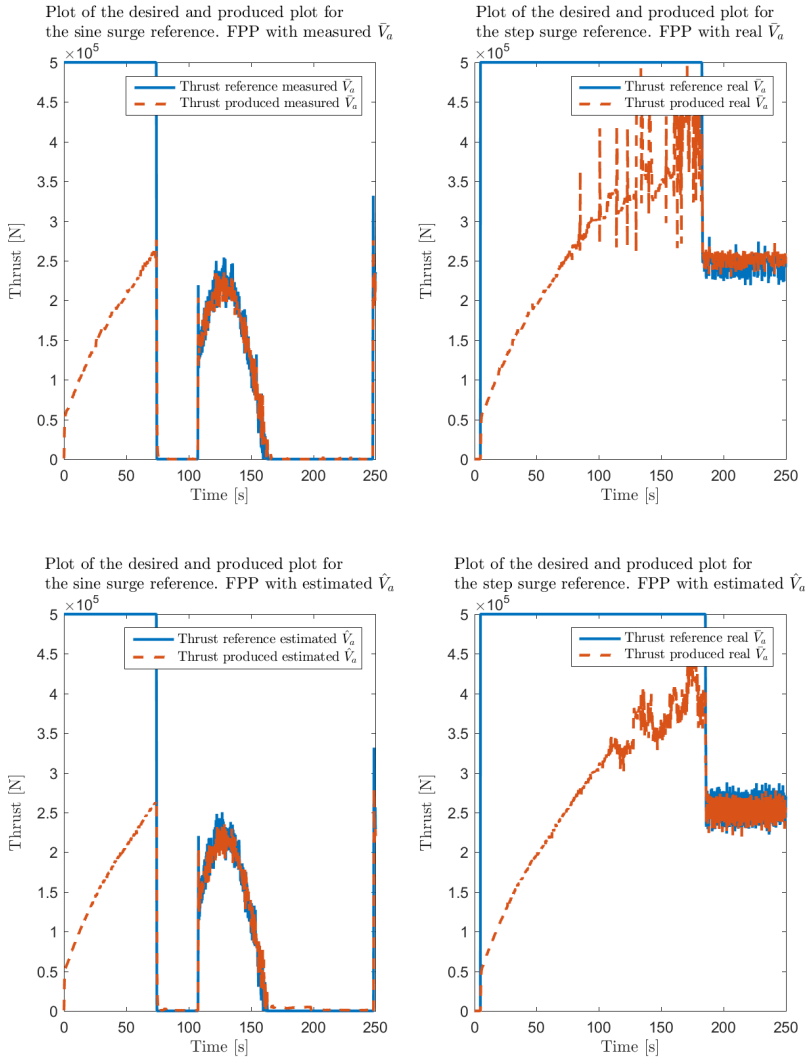 Plot of the desired and produced plot for
the sine surge reference. FPP with measured V̄ₐ
×10⁵
5
4.5
4
3.5
3
2.5
2
1.5
1
0.5
0
Thrust [N]
Thrust reference measured V̄ₐ
Thrust produced measured V̄ₐ
0 50 100 150 200 250
Time [s]
Plot of the desired and produced plot for
the step surge reference. FPP with real V̄ₐ
×10⁵
5
4.5
4
3.5
3
2.5
2
1.5
1
0.5
0
Thrust [N]
Thrust reference real V̄ₐ
Thrust produced real V̄ₐ
0 50 100 150 200 250
Time [s]
Plot of the desired and produced plot for
the sine surge reference. FPP with estimated V̂ₐ
×10⁵
5
4.5
4
3.5
3
2.5
2
1.5
1
0.5
0
Thrust [N]
Thrust reference estimated V̂ₐ
Thrust produced estimated V̂ₐ
0 50 100 150 200 250
Time [s]
Plot of the desired and produced plot for
the step surge reference. FPP with estimated V̂ₐ
×10⁵
5
4.5
4
3.5
3
2.5
2
1.5
1
0.5
0
Thrust [N]
Thrust reference real V̄ₐ
Thrust produced real V̄ₐ
0 50 100 150 200 250
Time [s]